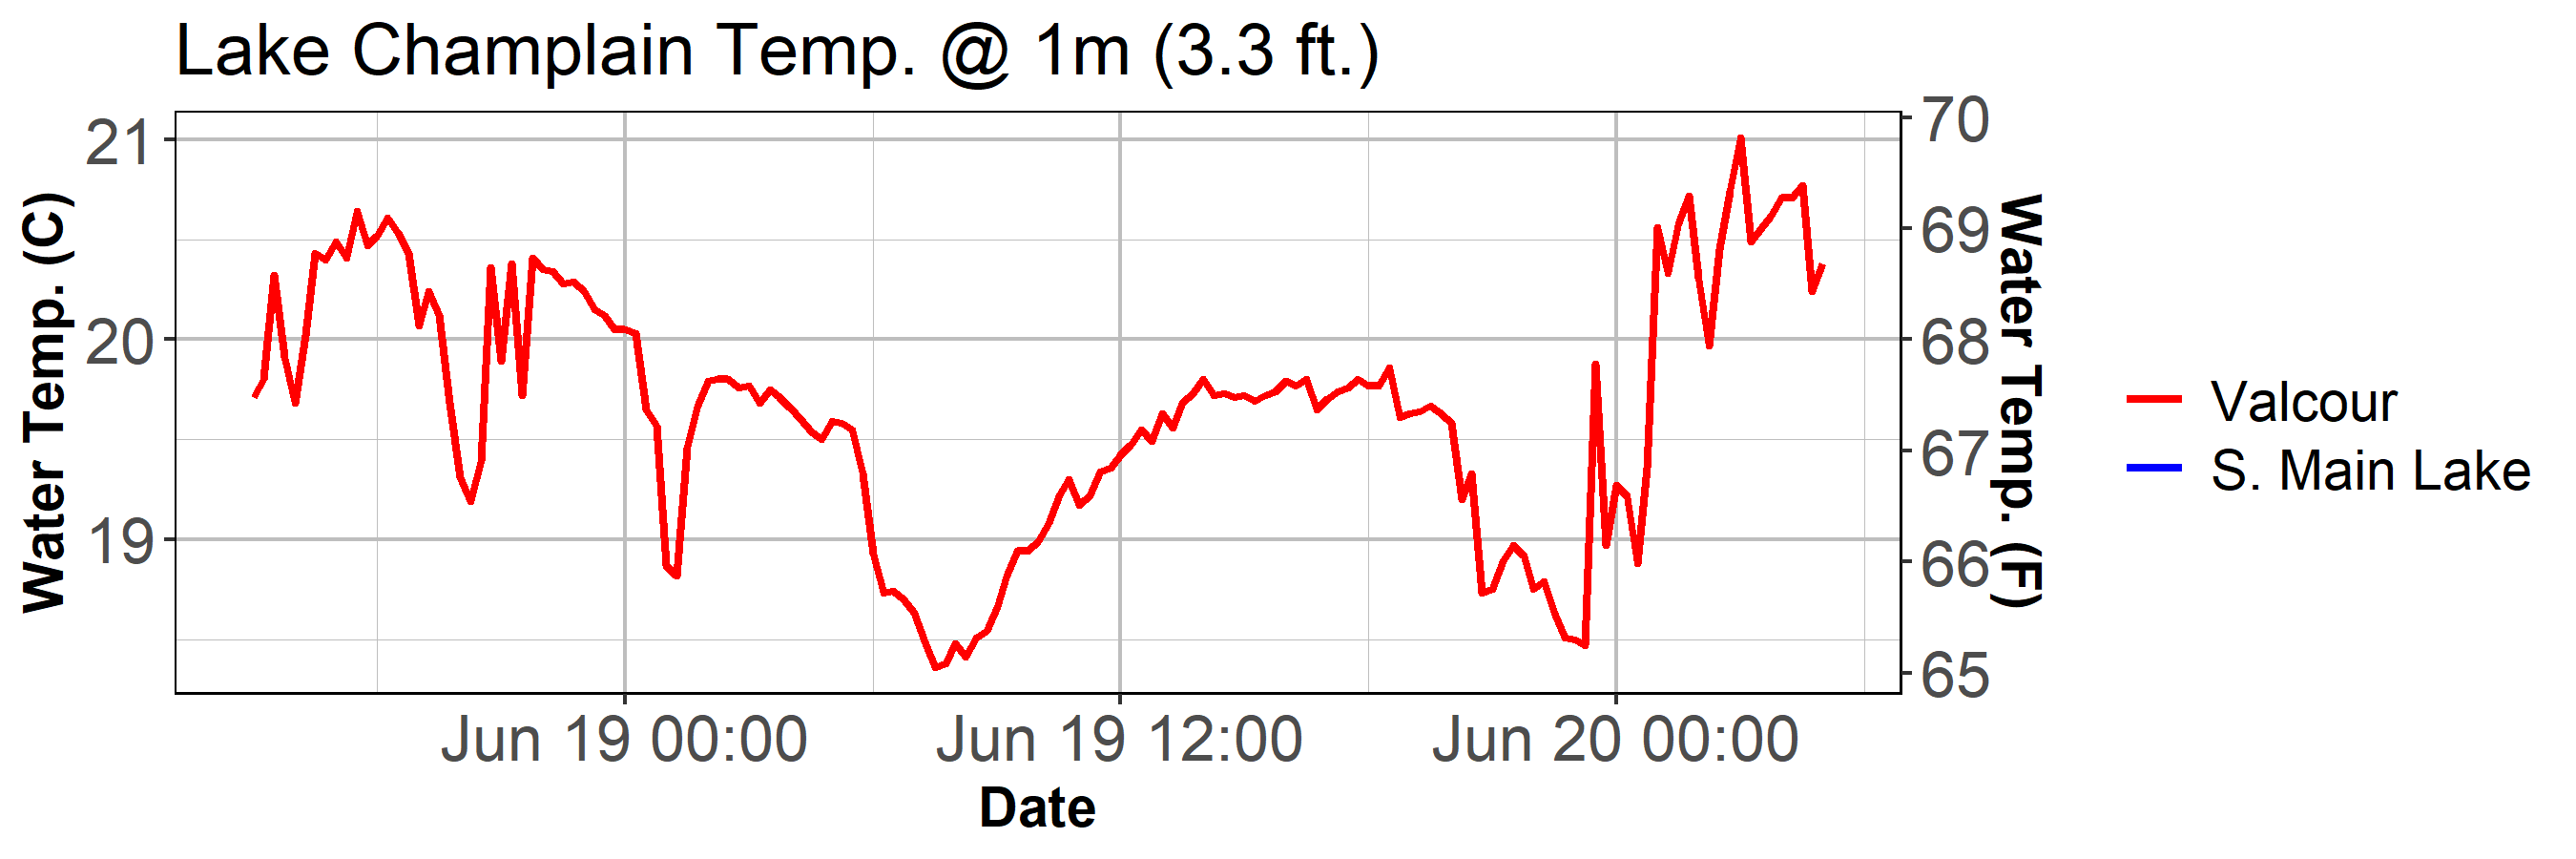 Lake Champlain Temp. @ 1m (3.3 ft.)
Water Temp. (C)
21
20
19
70
69
68
67
66
65
Water Temp. (F)
Jun 19 00:00
Jun 19 12:00
Jun 20 00:00
Date
Valcour
S. Main Lake